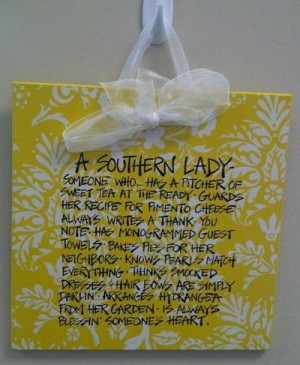 A SOUTHERN LADY-
SOMEONE WHO... HAS A PITCHER OF
SWEET TEA AT THE READY · GUARDS
HER RECIPE FOR PIMENTO CHEESE·
ALWAYS WRITES A THANK YOU
NOTE · HAS MONOGRAMMED GUEST
TOWELS · BAKES PIES FOR HER
NEIGHBORS · KNOWS PEARLS MATCH
EVERYTHING · THINKS SMOCKED
DRESSES & HAIR BOWS ARE SIMPLY
DARLIN' · ARRANGES HYDRANGEA
FROM HER GARDEN · IS ALWAYS
BLESSIN' SOMEONE'S HEART.